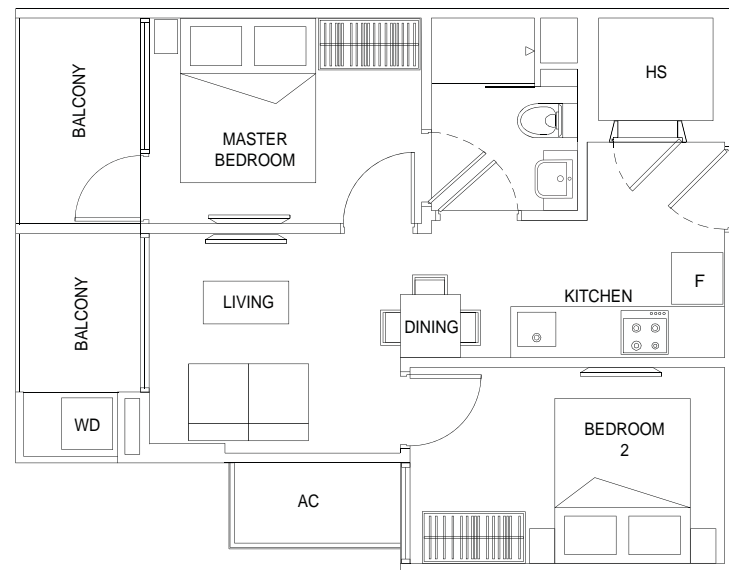 BALCONY
MASTER
BEDROOM
HS
BALCONY
LIVING
DINING
KITCHEN
F
WD
BEDROOM
2
AC